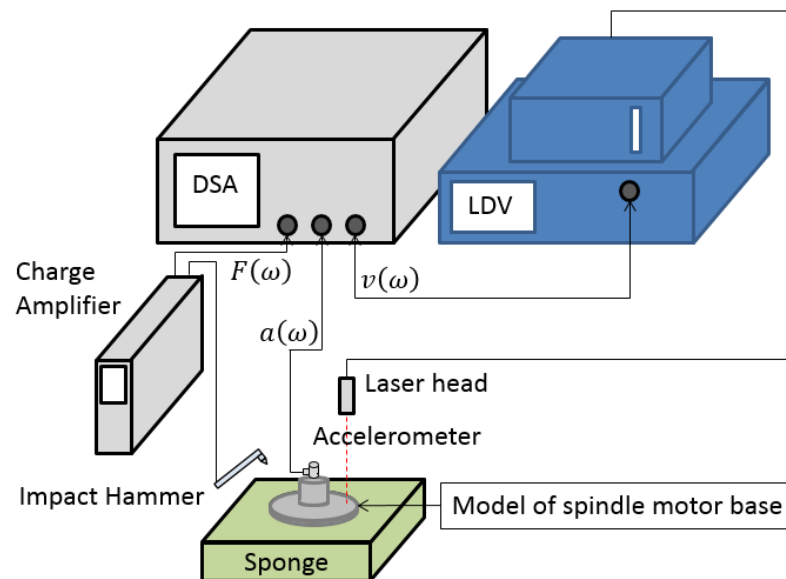 DSA
LDV
Charge
Amplifier
F(ω)
v(ω)
a(ω)
Laser head
Accelerometer
Impact Hammer
Model of spindle motor base
Sponge